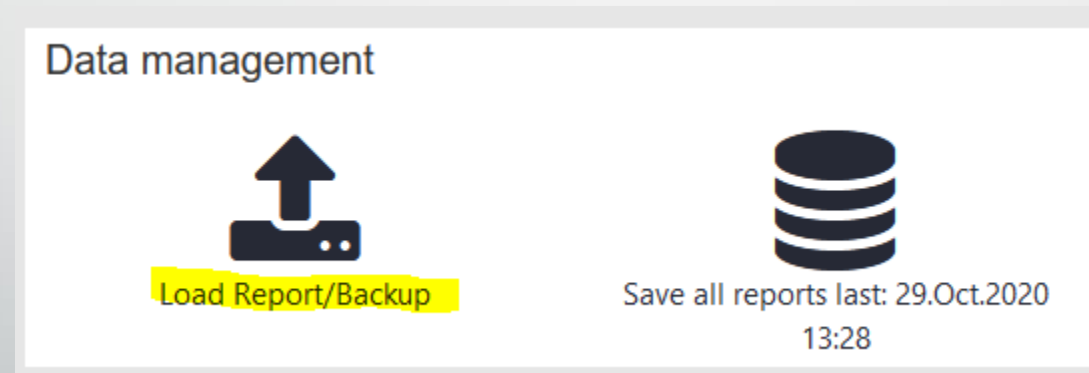 Data management
Load Report/Backup
Save all reports last: 29.Oct.2020
13:28